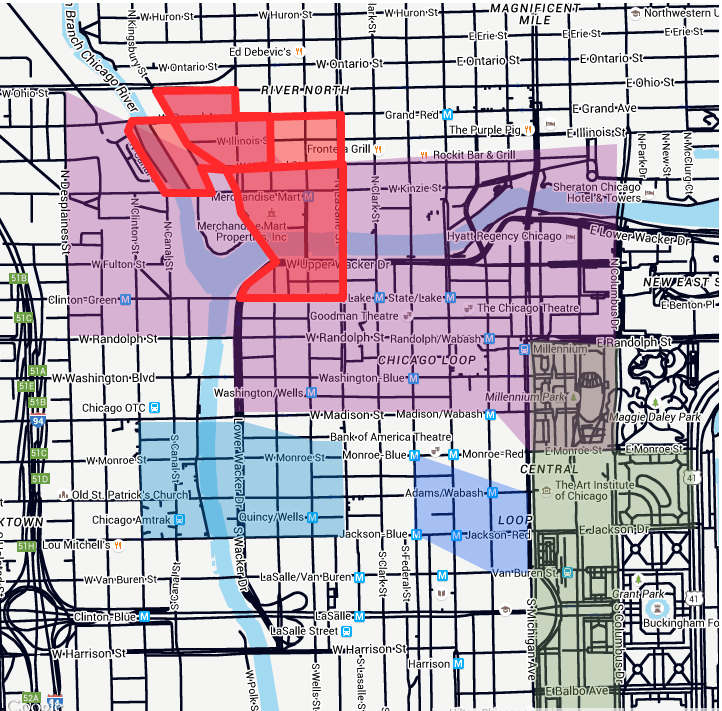 MAGNIFICENT
MILE
W Huron St
W Huron St
W Huron St
Northwestern
E Erie St
E Erie St
E Erie St
Branch Chicago River
N Kingsbury St
Ed Debevic's
W Ontario St
W Ontario St
E Ontario St
E Ontario St
E Ohio St
W Ohio St
RIVER NORTH
E Grand Ave
Grand-Red
The Purple Pig
E Illinois St
W Illinois St
Frontera Grill
Rockit Bar & Grill
N Park Dr
N New St
N McClurg Ct
W Kinzie St
Sheraton Chicago
Hotel & Towers
N Desplaines St
N Clinton St
N Canal St
N Clark St
Merchandise Mart
Merchandise Mart
Properties, Inc
Hyatt Regency Chicago
E Lower Wacker Dr
W Fulton St
W Upper Wacker Dr
N Columbus Dr
NEW EAST
51B
51C
Clinton-Green
Lake
State/Lake
The Chicago Theatre
E Benton Pl
Goodman Theatre
W Randolph St
W Randolph St
Randolph/Wabash
E Randolph St
Millennium
CHICAGO LOOP
51A
51E
51B
W Washington Blvd
Washington-Blue
Washington/Wells
Millennium Park
Maggie Daley Park
Chicago OTC
94
W Madison St
Madison/Wabash
Bank of America Theatre
51C
51D
S Canal St
Lower Wacker Dr
W Monroe St
W Monroe St
Monroe-Blue
Monroe-Red
E Monroe St
E Monroe St
CENTRAL
LOOP
The Art Institute
of Chicago
41
Old St. Patrick's Church
Adams/Wabash
KTOWN
Chicago Amtrak
Quincy/Wells
51H
Lou Mitchell's
Jackson-Blue
Jackson-Red
E Jackson Dr
S Wacker Dr
S Clark St
S Federal St
W Van Buren St
LaSalle/Van Buren
Van Buren St.
Grant Park
41
Clinton-Blue
LaSalle
LaSalle Street
Buckingham Fo
S Michigan Ave
S Columbus Dr
W Harrison St
W Harrison St
Harrison
W Polk S
S Wells St
S Lasalle St
E Balbo Ave
52A